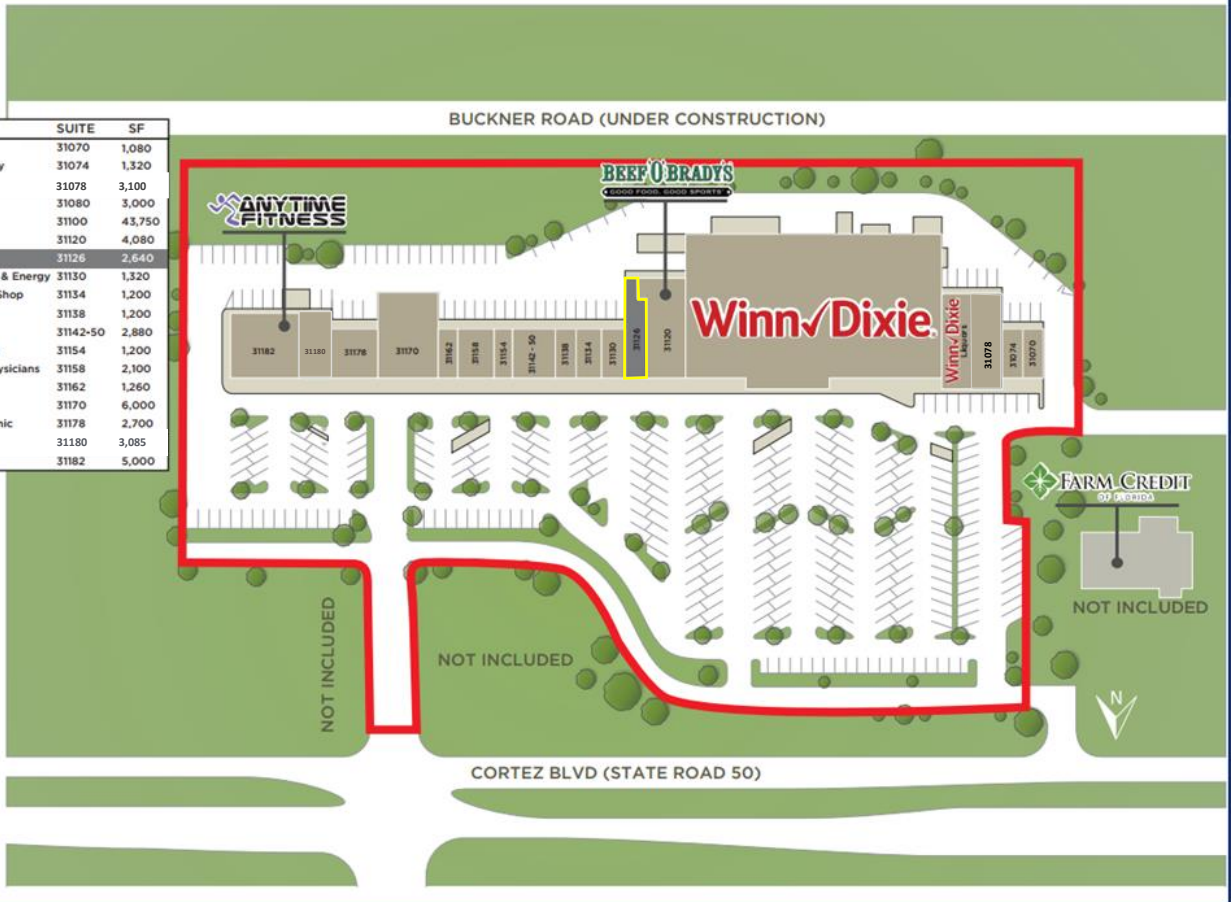 BUCKNER ROAD (UNDER CONSTRUCTION)
SUITE SF
31070 1,080
y 31074 1,320
31078 3,100
31080 3,000
31100 43,750
31120 4,080
31126 2,640
& Energy 31130 1,320
Shop 31134 1,200
31138 1,200
31142-50 2,880
31154 1,200
ysicians 31158 2,100
31162 1,260
31170 6,000
nic 31178 2,700
31180 3,085
31182 5,000
ANYTIME
FITNESS
BEEF 'O' BRADY'S
GOOD FOOD. GOOD SPORTS
Winn Dixie
Winn Dixie
Liquors
31182
31180
31178
31170
31162
31158
31154
31142 - 50
31138
31134
31130
31126
31120
31078
31074
31070
FARM CREDIT
OF FLORIDA
NOT INCLUDED
NOT INCLUDED
NOT INCLUDED
N
CORTEZ BLVD (STATE ROAD 50)